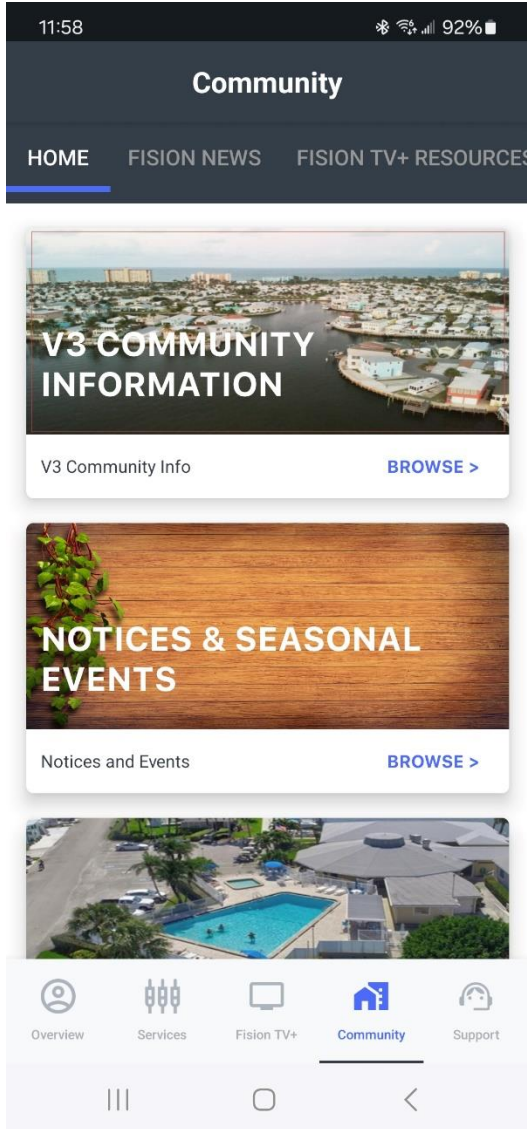 11:58 92%
Community
HOME FISION NEWS FISION TV+ RESOURCES
V3 COMMUNITY
INFORMATION
V3 Community Info BROWSE >
NOTICES & SEASONAL
EVENTS
Notices and Events BROWSE >
Overview Services Fision TV+ Community Support